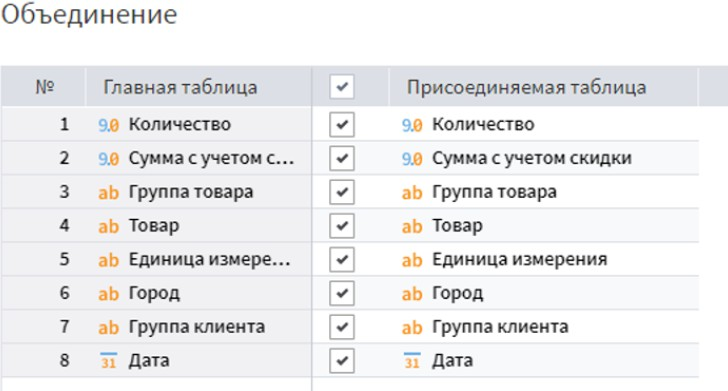 Объединение
№ Главная таблица Присоединяемая таблица
1 9.0 Количество 9.0 Количество
2 9.0 Сумма с учетом с... 9.0 Сумма с учетом скидки
3 ab Группа товара ab Группа товара
4 ab Товар ab Товар
5 ab Единица измере... ab Единица измерения
6 ab Город ab Город
7 ab Группа клиента ab Группа клиента
8 31 Дата 31 Дата